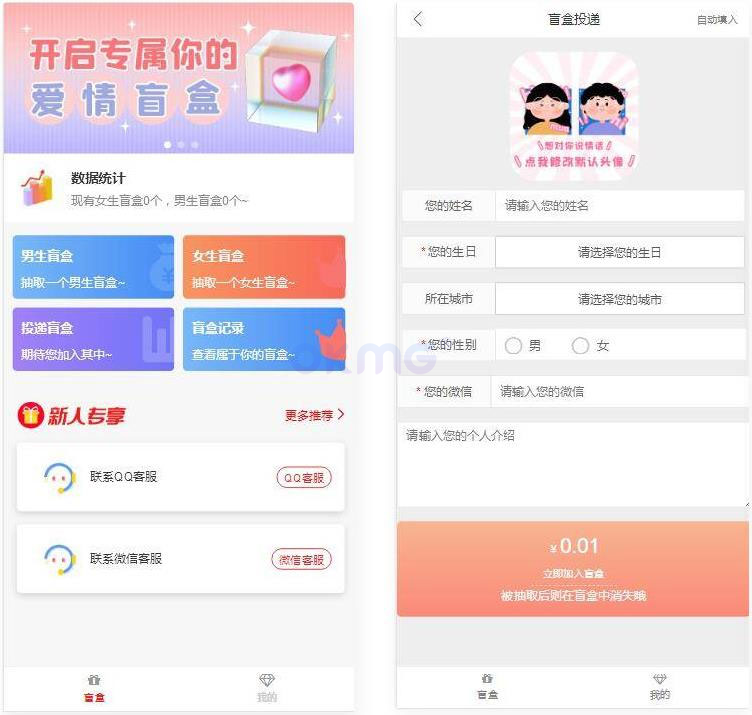 开启专属你的
爱情盲盒
数据统计
现有女生盲盒0个，男生盲盒0个~
男生盲盒
抽取一个男生盲盒~
女生盲盒
抽取一个女生盲盒~
投递盲盒
期待您加入其中~
盲盒记录
查看属于你的盲盒~
新人专享
更多推荐
联系QQ客服
QQ客服
联系微信客服
微信客服
盲盒
我的
盲盒投递
自动填入
想对你说情话
点我修改默认头像
您的姓名
请输入您的姓名
*您的生日
请选择您的生日
所在城市
请选择您的城市
*您的性别
男
女
*您的微信
请输入您的微信
请输入您的个人介绍
¥0.01
立即加入盲盒
被抽取后则在盲盒中消失哦
盲盒
我的